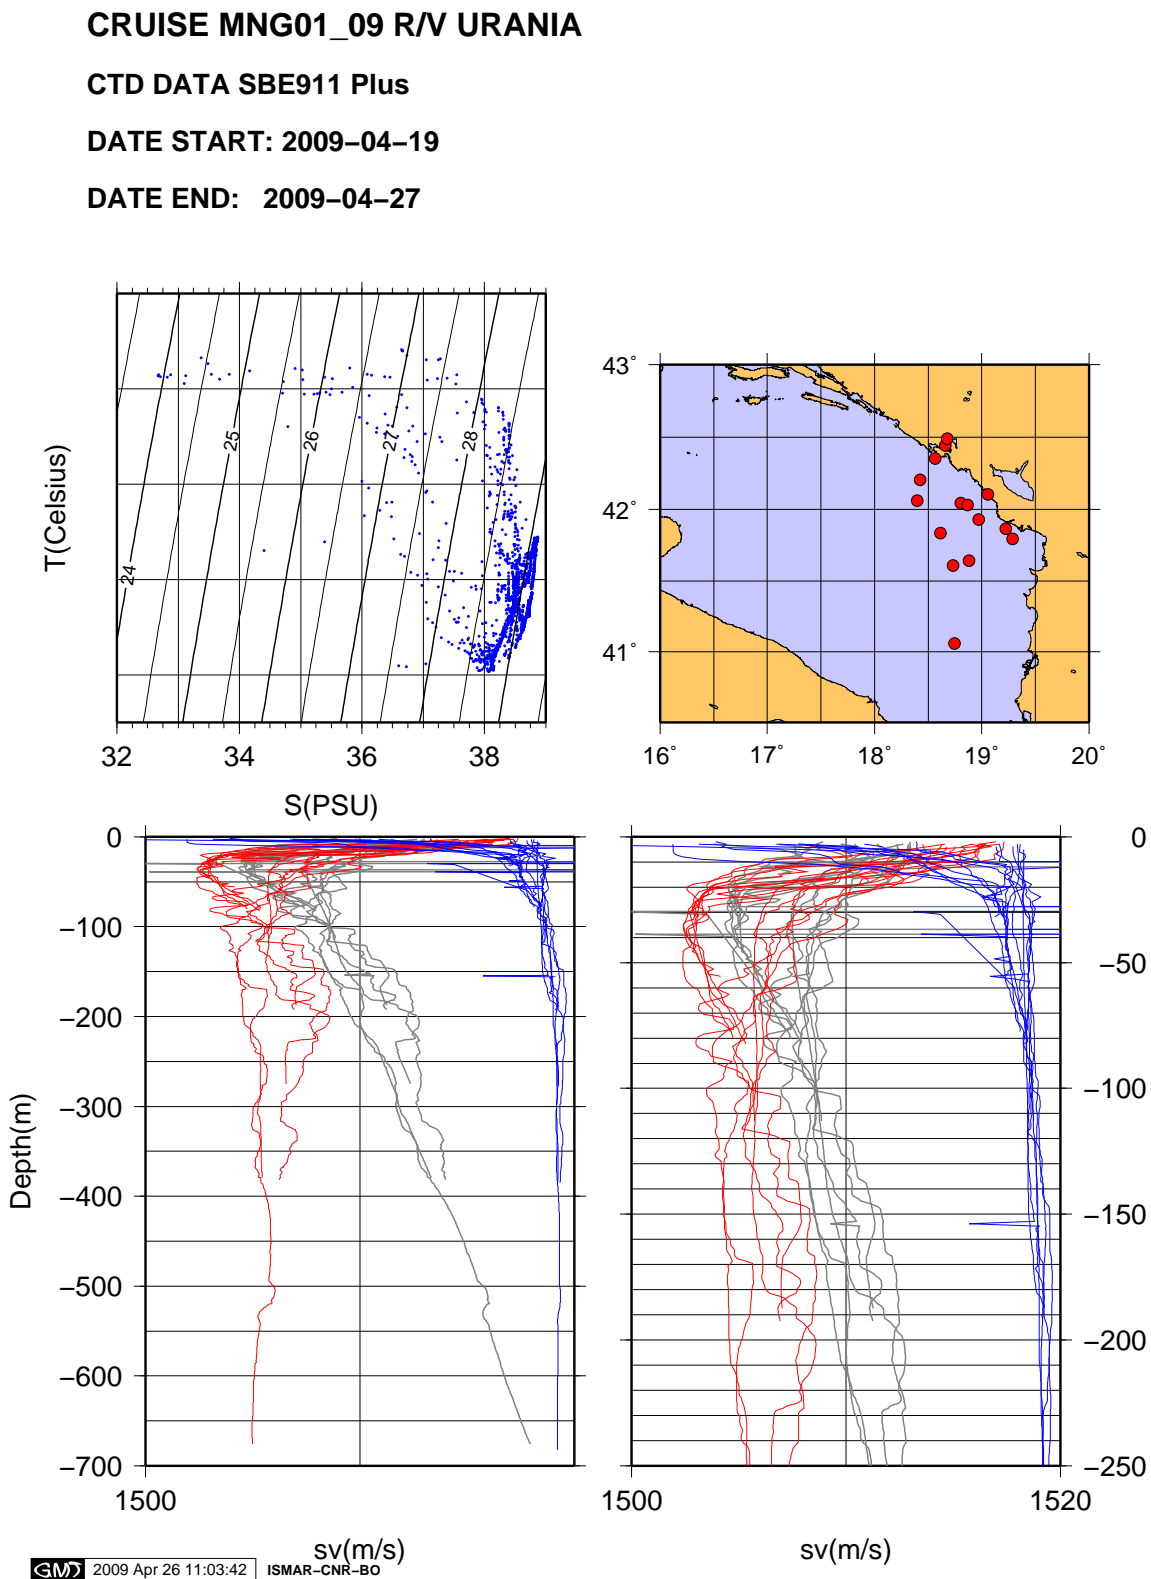 CRUISE MNG01_09 R/V URANIA
CTD DATA SBE911 Plus
DATE START: 2009−04−19
DATE END: 2009−04−27
T(Celsius)
24
25
26
27
28
32 34 36 38
S(PSU)
43°
42°
41°
16° 17° 18° 19° 20°
Depth(m)
0
−100
−200
−300
−400
−500
−600
−700
1500
sv(m/s)
0
−50
−100
−150
−200
−250
1500 1520
sv(m/s)
GMT 2009 Apr 26 11:03:42 ISMAR−CNR−BO